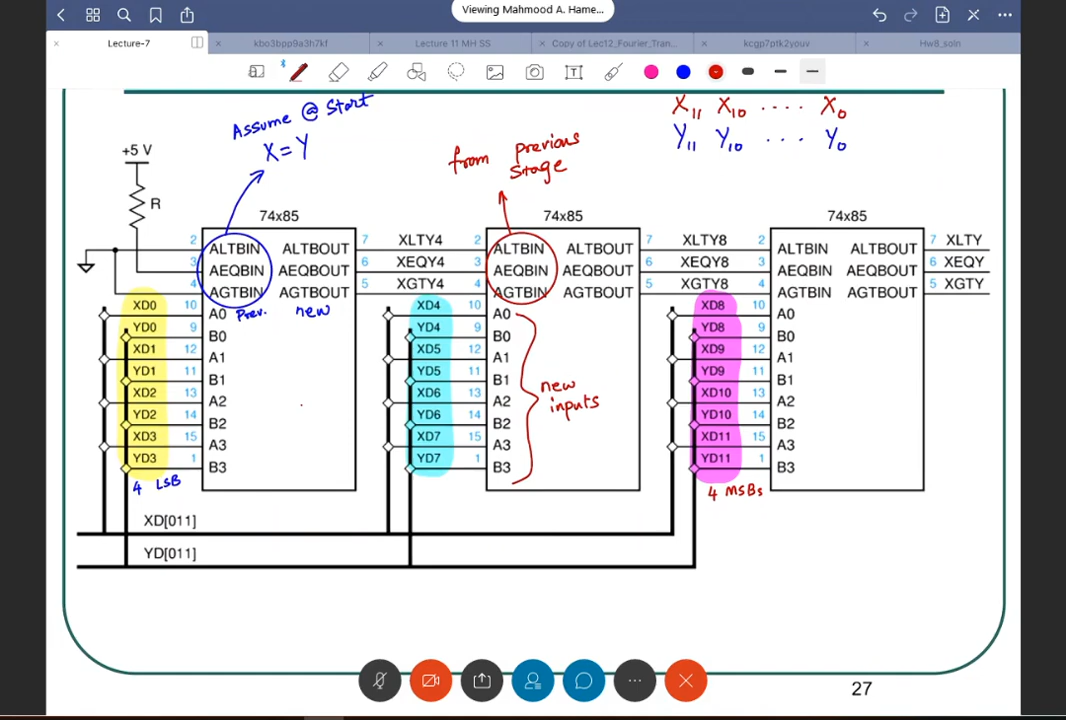 Viewing Mahmood A. Hame...
Lecture-7
kbo3bpp9a3h7kf
Lecture 11 MH SS
Copy of Lec12_Fourier_Tran...
kcgp7ptk2youv
Hw8_soln
Assume @ Start
X=Y
from previous stage
X11 X10 .... X0
Y11 Y10 ... Y0
+5 V
R
74x85
2 ALTBIN ALTBOUT 7
3 AEQBIN AEQBOUT 6
4 AGTBIN AGTBOUT 5
Prev. new
XD0 10 A0
YD0 9 B0
XD1 12 A1
YD1 11 B1
XD2 13 A2
YD2 14 B2
XD3 15 A3
YD3 1 B3
4 LSB
74x85
XLTY4 2 ALTBIN ALTBOUT 7
XEQY4 3 AEQBIN AEQBOUT 6
XGTY4 4 AGTBIN AGTBOUT 5
XD4 10 A0
YD4 9 B0
XD5 12 A1
YD5 11 B1
XD6 13 A2
YD6 14 B2
XD7 15 A3
YD7 1 B3
new
inputs
74x85
XLTY8 2 ALTBIN ALTBOUT 7 XLTY
XEQY8 3 AEQBIN AEQBOUT 6 XEQY
XGTY8 4 AGTBIN AGTBOUT 5 XGTY
XD8 10 A0
YD8 9 B0
XD9 12 A1
YD9 11 B1
XD10 13 A2
YD10 14 B2
XD11 15 A3
YD11 1 B3
4 MSBs
XD[011]
YD[011]
27